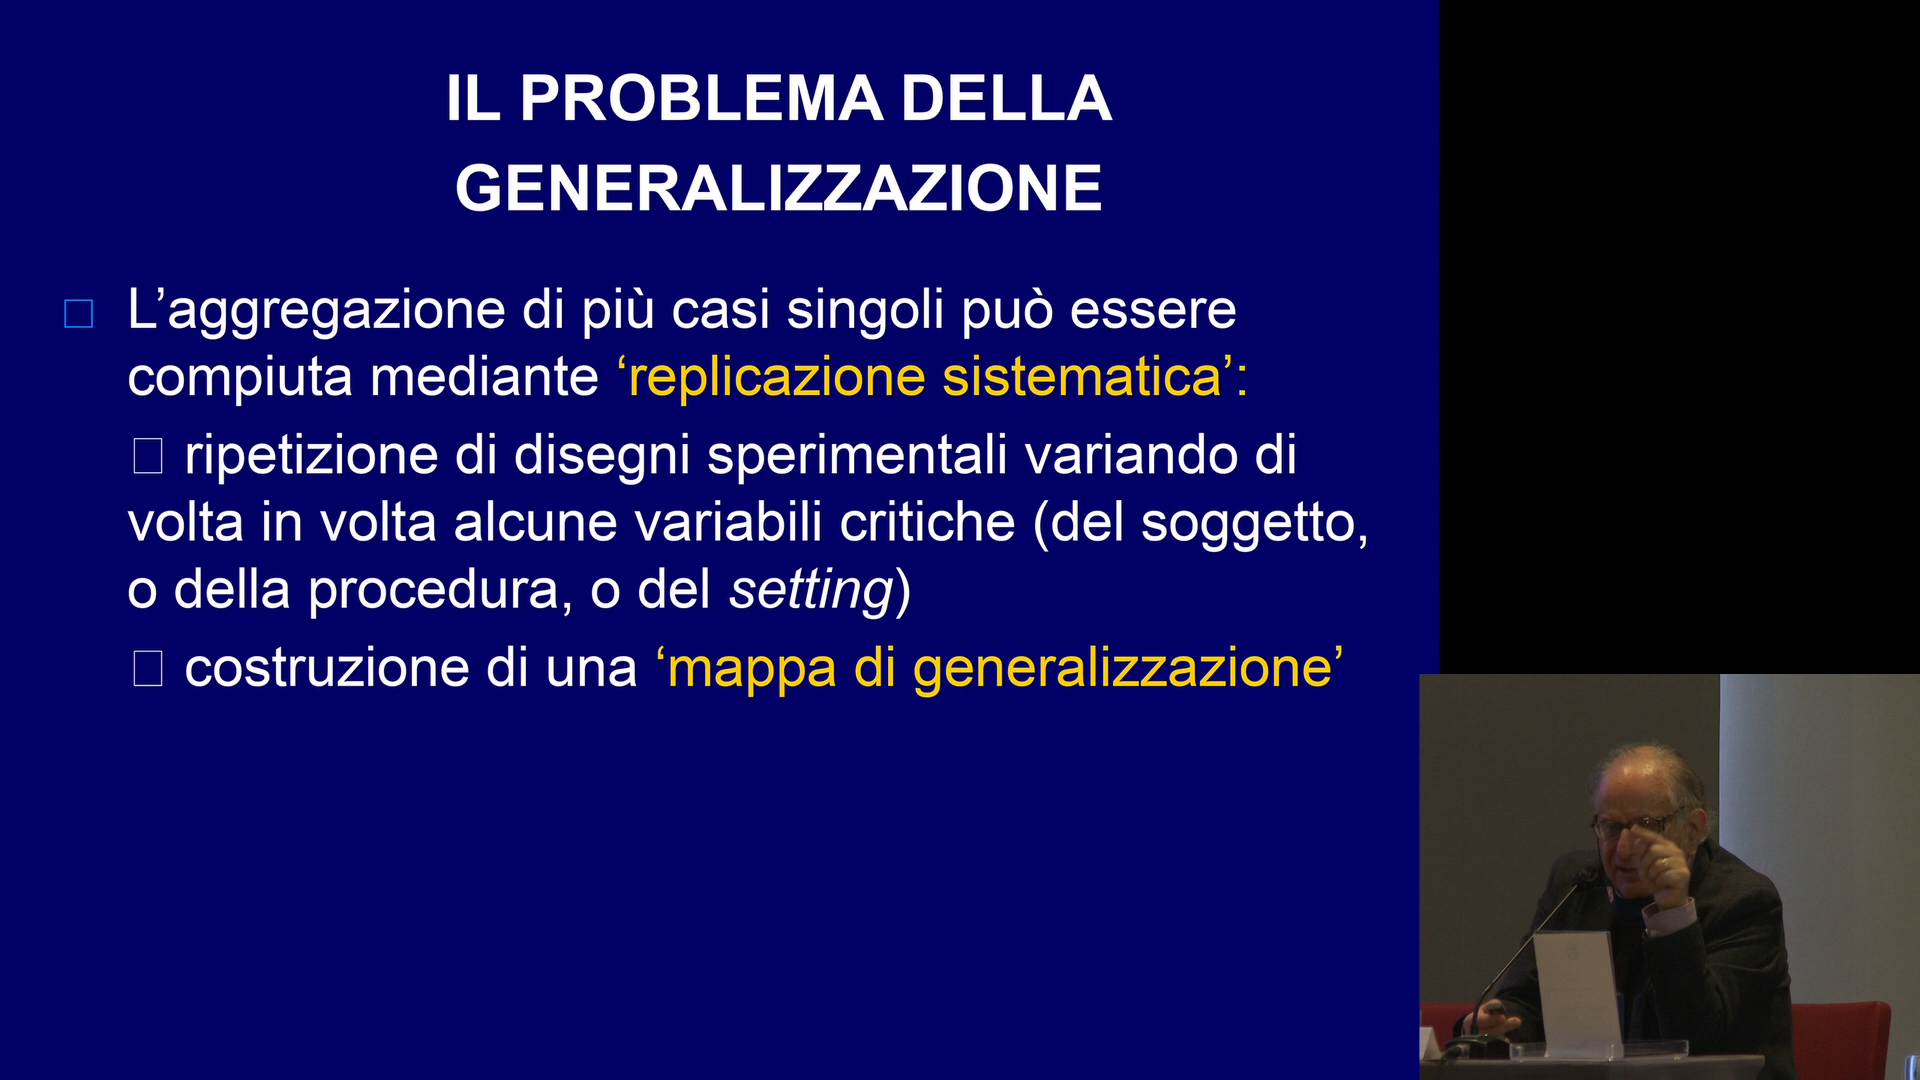 IL PROBLEMA DELLA
GENERALIZZAZIONE
L’aggregazione di più casi singoli può essere
compiuta mediante ‘replicazione sistematica’:
ripetizione di disegni sperimentali variando di
volta in volta alcune variabili critiche (del soggetto,
o della procedura, o del setting)
costruzione di una ‘mappa di generalizzazione’